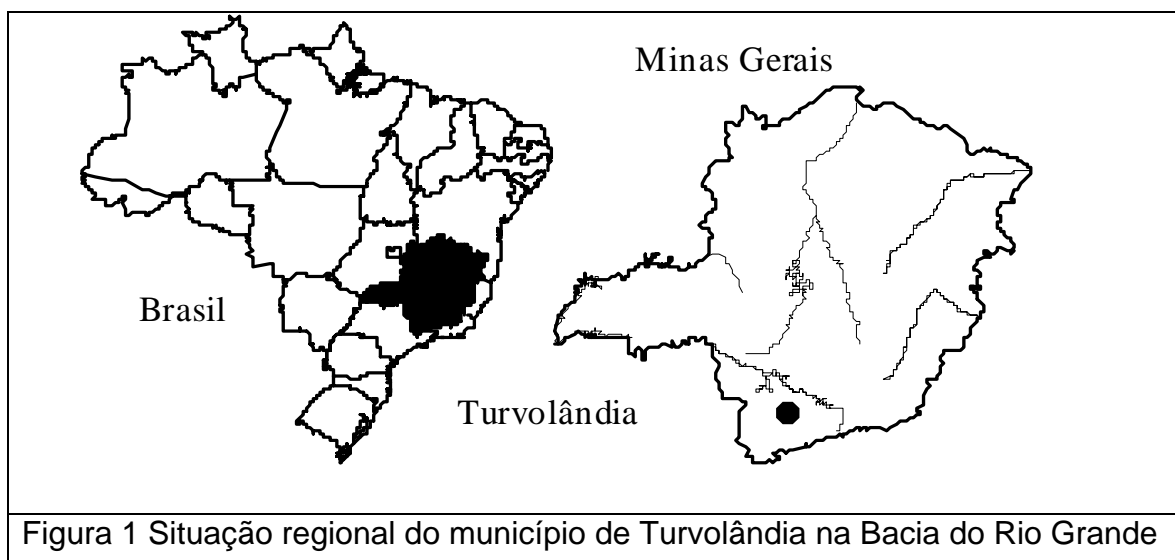 Minas Gerais
Brasil
Turvolândia
Figura 1 Situação regional do município de Turvolândia na Bacia do Rio Grande